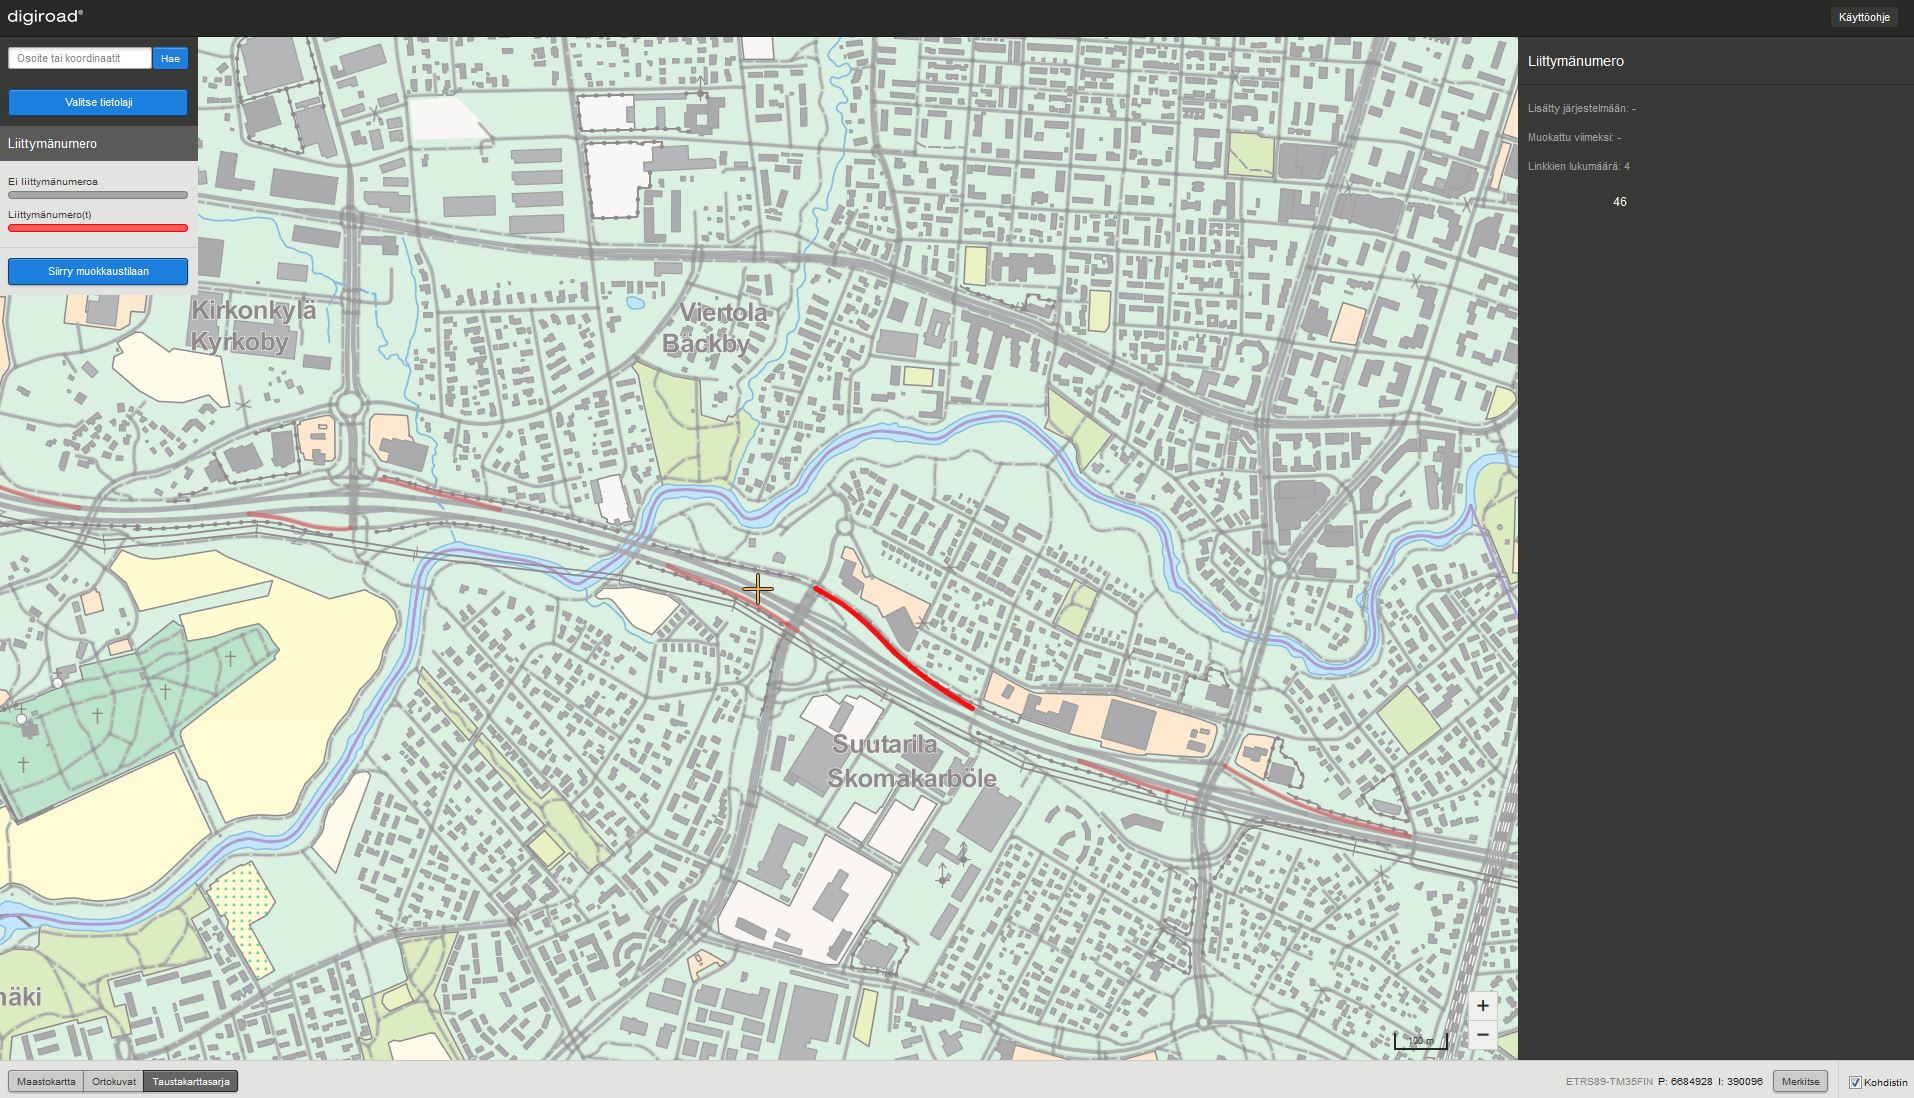 digiroad®
Käyttöohje
Osoite tai koordinaatit
Hae
Valitse tietolaji
Liittymänumero
Ei liittymänumeroa
Liittymänumero(t)
Siirry muokkaustilaan
Liittymänumero
Lisätty järjestelmään: -
Muokattu viimeksi: -
Linkkien lukumäärä: 4
46
Kirkonkylä
Kyrkoby
Viertola
Bäckby
Suutarila
Skomakarböle
mäki
+
−
100 m
Maastokartta
Ortokuvat
Taustakarttasarja
ETRS89-TM35FIN P: 6684928 I: 390096
Merkitse
Kohdistin